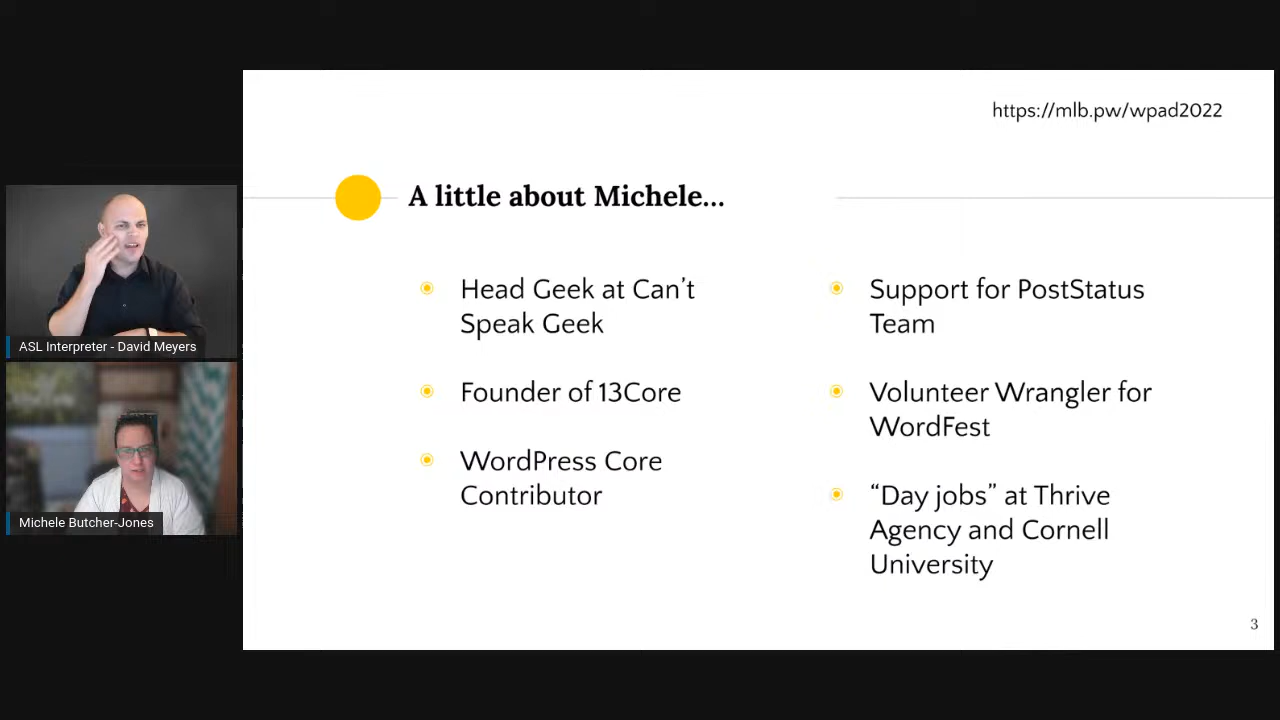 https://mlb.pw/wpad2022
A little about Michele...
Head Geek at Can’t
Speak Geek
Founder of 13Core
WordPress Core
Contributor
Support for PostStatus
Team
Volunteer Wrangler for
WordFest
“Day jobs” at Thrive
Agency and Cornell
University
3
ASL Interpreter - David Meyers
Michele Butcher-Jones